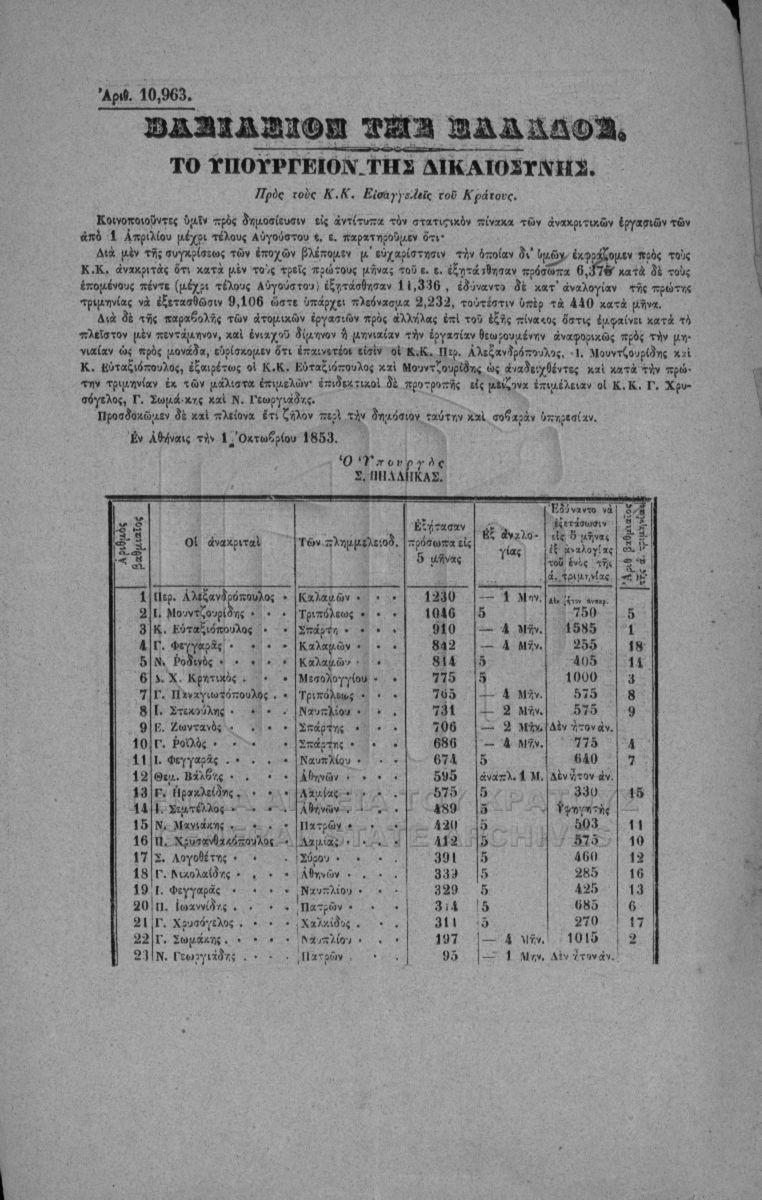 Ἀριθ. 10,963.
ΒΑΣΙΛΕΙΟΝ ΤΗΣ ΕΛΛΑΔΟΣ.
ΤΟ ΥΠΟΥΡΓΕΙΟΝ ΤΗΣ ΔΙΚΑΙΟΣΥΝΗΣ.
Πρὸς τοὺς Κ.Κ. Εἰσαγγελεῖς τοῦ Κράτους.
Κοινοποιοῦντες ὑμῖν πρὸς δημοσίευσιν εἰς ἀντίτυπα τὸν στατιστικὸν πίνακα τῶν ἀνακριτικῶν ἐργασιῶν τῶν
ἀπὸ 1 Ἀπριλίου μέχρι τέλους Αὐγούστου ἐ. ἔ. παρατηροῦμεν ὅτι·
Διὰ μὲν τῆς συγκρίσεως τῶν ἐποχῶν βλέπομεν μ' εὐχαρίστησιν τὴν ὁποίαν δι' ὑμῶν ἐκφράζομεν πρὸς τοὺς
Κ.Κ. ἀνακριτὰς ὅτι κατὰ μὲν τοὺς τρεῖς πρώτους μῆνας τοῦ ἐ. ἔ. ἐξητάσθησαν πρόσωπα 6,375 κατὰ δὲ τοὺς
ἑπομένους πέντε (μέχρι τέλους Αὐγούστου) ἐξητάσθησαν 11,336, ἐδύναντο δὲ κατ' ἀναλογίαν τῆς πρώτης
τριμηνίας νὰ ἐξετασθῶσιν 9,106 ὥστε ὑπάρχει πλεόνασμα 2,232, τουτέστιν ὑπὲρ τὰ 440 κατὰ μῆνα.
Διὰ δὲ τῆς παραβολῆς τῶν ἀτομικῶν ἐργασιῶν πρὸς ἀλλήλας ἐπὶ τοῦ ἑξῆς πίνακος ὅστις ἐμφαίνει κατὰ τὸ
πλεῖστον μὲν πεντάμηνον, καὶ ἐνιαχοῦ δίμηνον ἢ μηνιαίαν τὴν ἐργασίαν θεωρουμένην ἀναφορικῶς πρὸς τὴν μη-
νιαίαν ὡς πρὸς μονάδα, εὑρίσκομεν ὅτι ἐπαινετέοι εἰσὶν οἱ Κ.Κ. Περ. Ἀλεξανδρόπουλος, Ἰ. Μουντζουρίδης καὶ
Κ. Εὐταξιόπουλος, ἐξαιρέτως οἱ Κ.Κ. Εὐταξιόπουλος καὶ Μουντζουρίδης ὡς ἀναδειχθέντες καὶ κατὰ τὴν πρώ-
την τριμηνίαν ἐκ τῶν μάλιστα ἐπιμελῶν· ἐπιδεκτικοὶ δὲ προτροπῆς εἰς μείζονα ἐπιμέλειαν οἱ Κ.Κ. Γ. Χρυ-
σόγελος, Γ. Σωμάκης καὶ Ν. Γεωργιάδης.
Προσδοκῶμεν δὲ καὶ πλείονα ἔτι ζῆλον περὶ τὴν δημόσιον ταύτην καὶ σοβαρὰν ὑπηρεσίαν.
Ἐν Ἀθήναις τὴν 1 Ὀκτωβρίου 1853.
Ὁ Ὑπουργὸς
Σ. ΠΗΛΛΗΚΑΣ.
Ἀριθμὸς βαθμιαῖος Οἱ ἀνακριταὶ Τῶν πλημμελειοδ. Ἐξήτασαν πρόσωπα εἰς 5 μῆνας Ἐξ ἀναλογίας Ἐδύναντο νὰ ἐξετάσωσιν εἰς 5 μῆνας ἐξ ἀναλογίας τοῦ ἑνὸς τῆς ἀ. τριμηνίας Ἀριθ βαθμιαῖος τῆς ἀ. τριμηνίας
1 Περ. Ἀλεξανδρόπουλος Καλαμῶν 1230 — 1 Μην. Δὲν ἦτον ἀνακρ.
2 Ἰ. Μουντζουρίδης Τριπόλεως 1046 5 750 5
3 Κ. Εὐταξιόπουλος Σπάρτη 910 — 4 Μῆν. 1585 1
4 Γ. Φεγγαρᾶς Καλαμῶν 842 — 4 Μῆν. 255 18
5 Ν. Ροδινὸς Καλαμῶν 814 5 405 14
6 Δ. Χ. Κρητικὸς Μεσολογγίου 775 5 1000 3
7 Γ. Παναγιωτόπουλος Τριπόλεως 765 — 4 Μῆν. 575 8
8 Ἰ. Στεκούλης Ναυπλίου 731 — 2 Μῆν. 575 9
9 Ε. Ζωντανὸς Σπάρτης 706 — 2 Μῆν. Δὲν ἦτον ἀν.
10 Γ. Ροῖλὸς Σπάρτης 686 — 4 Μῆν. 775 4
11 Ι. Φεγγαρᾶς Ναυπλίου 674 5 640 7
12 Θεμ. Βάλβης Ἀθηνῶν 595 ἀναπλ. 1 Μ. Δὲν ἦτον ἀν.
13 Γ. Ἡρακλείδης Λαμίας 575 5 330 15
14 Ἰ. Σεμτέλλος Ἀθηνῶν 489 5 Ὑφηγητὴς —
15 Ν. Μανιάκης Πατρῶν 420 5 503 11
16 Π. Χρυσανθακόπουλος Λαμίας 412 5 575 10
17 Σ. Λογοθέτης Σύρου 391 5 460 12
18 Γ. Νικολαΐδης Ἀθηνῶν 339 5 285 16
19 Ἰ. Φεγγαρᾶς Ναυπλίου 329 5 425 13
20 Π. Ἰωαννίδης Πατρῶν 314 5 685 6
21 Γ. Χρυσόγελος Χαλκίδος 311 5 270 17
22 Γ. Σωμάκης Ναυπλίου 197 — 4 Μῆν. 1015 2
23 Ν. Γεωργιάδης Πατρῶν 95 — 1 Μην. Δὲν ἦτον ἀν.